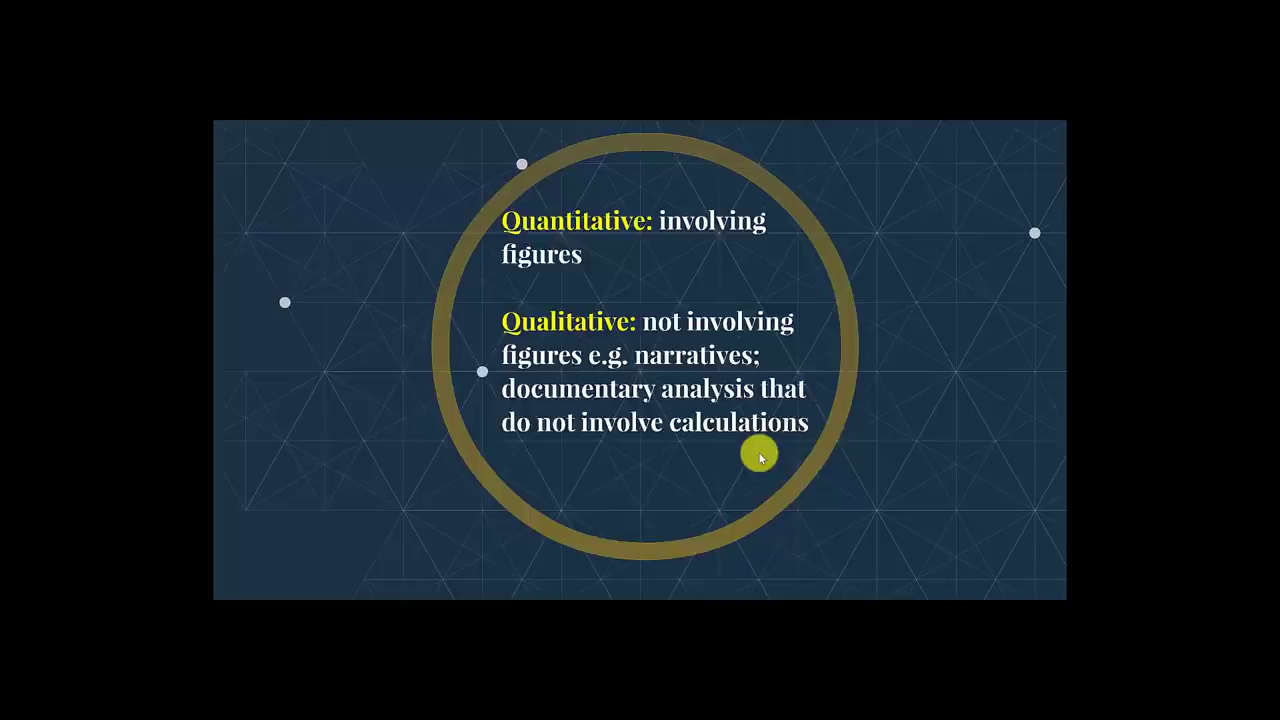 Quantitative: involving
figures
Qualitative: not involving
figures e.g. narratives;
documentary analysis that
do not involve calculations